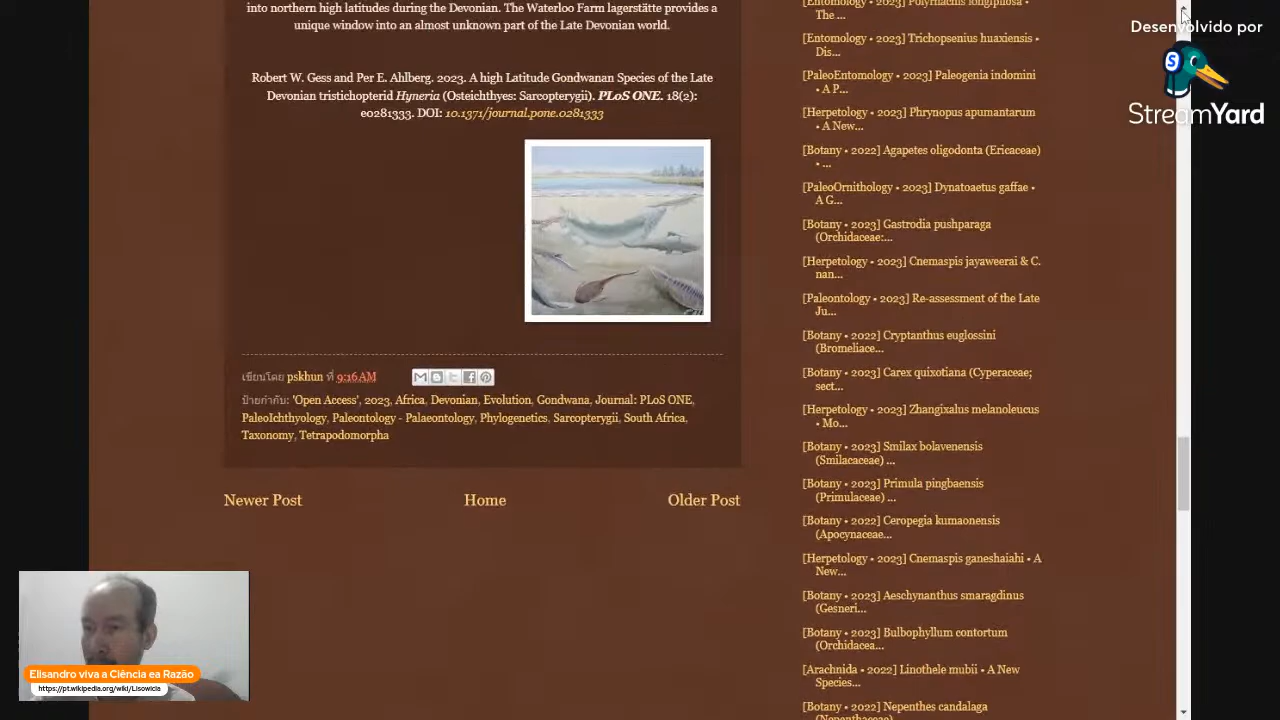 into northern high latitudes during the Devonian. The Waterloo Farm lagerstätte provides a
unique window into an almost unknown part of the Late Devonian world.
Robert W. Gess and Per E. Ahlberg. 2023. A high Latitude Gondwanan Species of the Late
Devonian tristichopterid Hyneria (Osteichthyes: Sarcopterygii). PLoS ONE. 18(2):
e0281333. DOI: 10.1371/journal.pone.0281333
เขียนโดย pskhun ที่ 9:16AM
ป้ายกำกับ: 'Open Access', 2023, Africa, Devonian, Evolution, Gondwana, Journal: PLoS ONE,
PaleoIchthyology, Paleontology - Palaeontology, Phylogenetics, Sarcopterygii, South Africa,
Taxonomy, Tetrapodomorpha
Newer Post
Home
Older Post
[Entomology • 2023] Polyrhachis longipilosa •
The ...
[Entomology • 2023] Trichopsenius huaxiensis •
Dis...
[PaleoEntomology • 2023] Paleogenia indomini
• A P...
[Herpetology • 2023] Phrynopus apumantarum
• A New...
[Botany • 2022] Agapetes oligodonta (Ericaceae)
• ...
[PaleoOrnithology • 2023] Dynatoaetus gaffae •
A G...
[Botany • 2023] Gastrodia pushparaga
(Orchidaceae:...
[Herpetology • 2023] Cnemaspis jayaweerai & C.
nan...
[Paleontology • 2023] Re-assessment of the Late
Ju...
[Botany • 2022] Cryptanthus euglossini
(Bromeliace...
[Botany • 2023] Carex quixotiana (Cyperaceae;
sect...
[Herpetology • 2023] Zhangixalus melanoleucus
• Mo...
[Botany • 2023] Smilax bolavenensis
(Smilacaceae) ...
[Botany • 2023] Primula pingbaensis
(Primulaceae) ...
[Botany • 2022] Ceropegia kumaonensis
(Apocynaceae...
[Herpetology • 2023] Cnemaspis ganeshaiahi • A
New...
[Botany • 2023] Aeschynanthus smaragdinus
(Gesneri...
[Botany • 2023] Bulbophyllum contortum
(Orchidacea...
[Arachnida • 2022] Linothele mubii • A New
Species...
[Botany • 2022] Nepenthes candalaga
(Nepenthaceae)...
Desenvolvido por
S
StreamYard
Elisandro viva a Ciência ea Razão
https://pt.wikipedia.org/wiki/Lisowicia